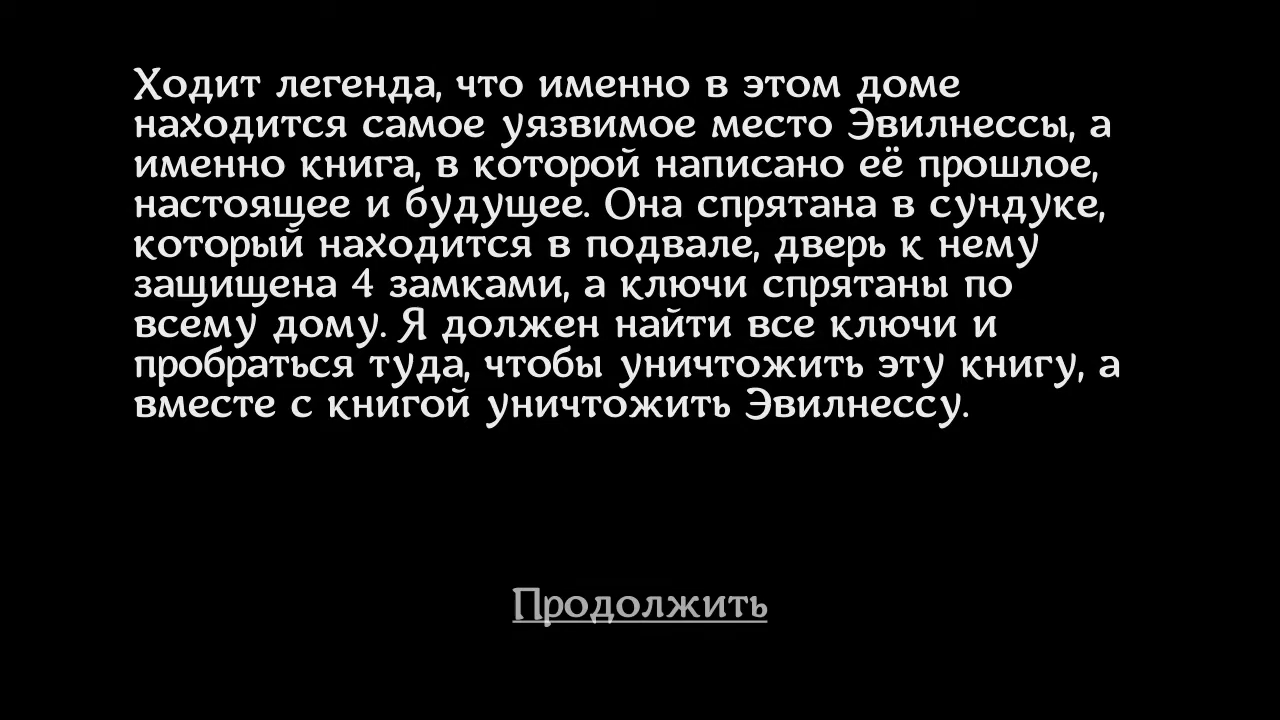 Ходит легенда, что именно в этом доме
находится самое уязвимое место Эвилнессы, а
именно книга, в которой написано её прошлое,
настоящее и будущее. Она спрятана в сундуке,
который находится в подвале, дверь к нему
защищена 4 замками, а ключи спрятаны по
всему дому. Я должен найти все ключи и
пробраться туда, чтобы уничтожить эту книгу, а
вместе с книгой уничтожить Эвилнессу.
Продолжить